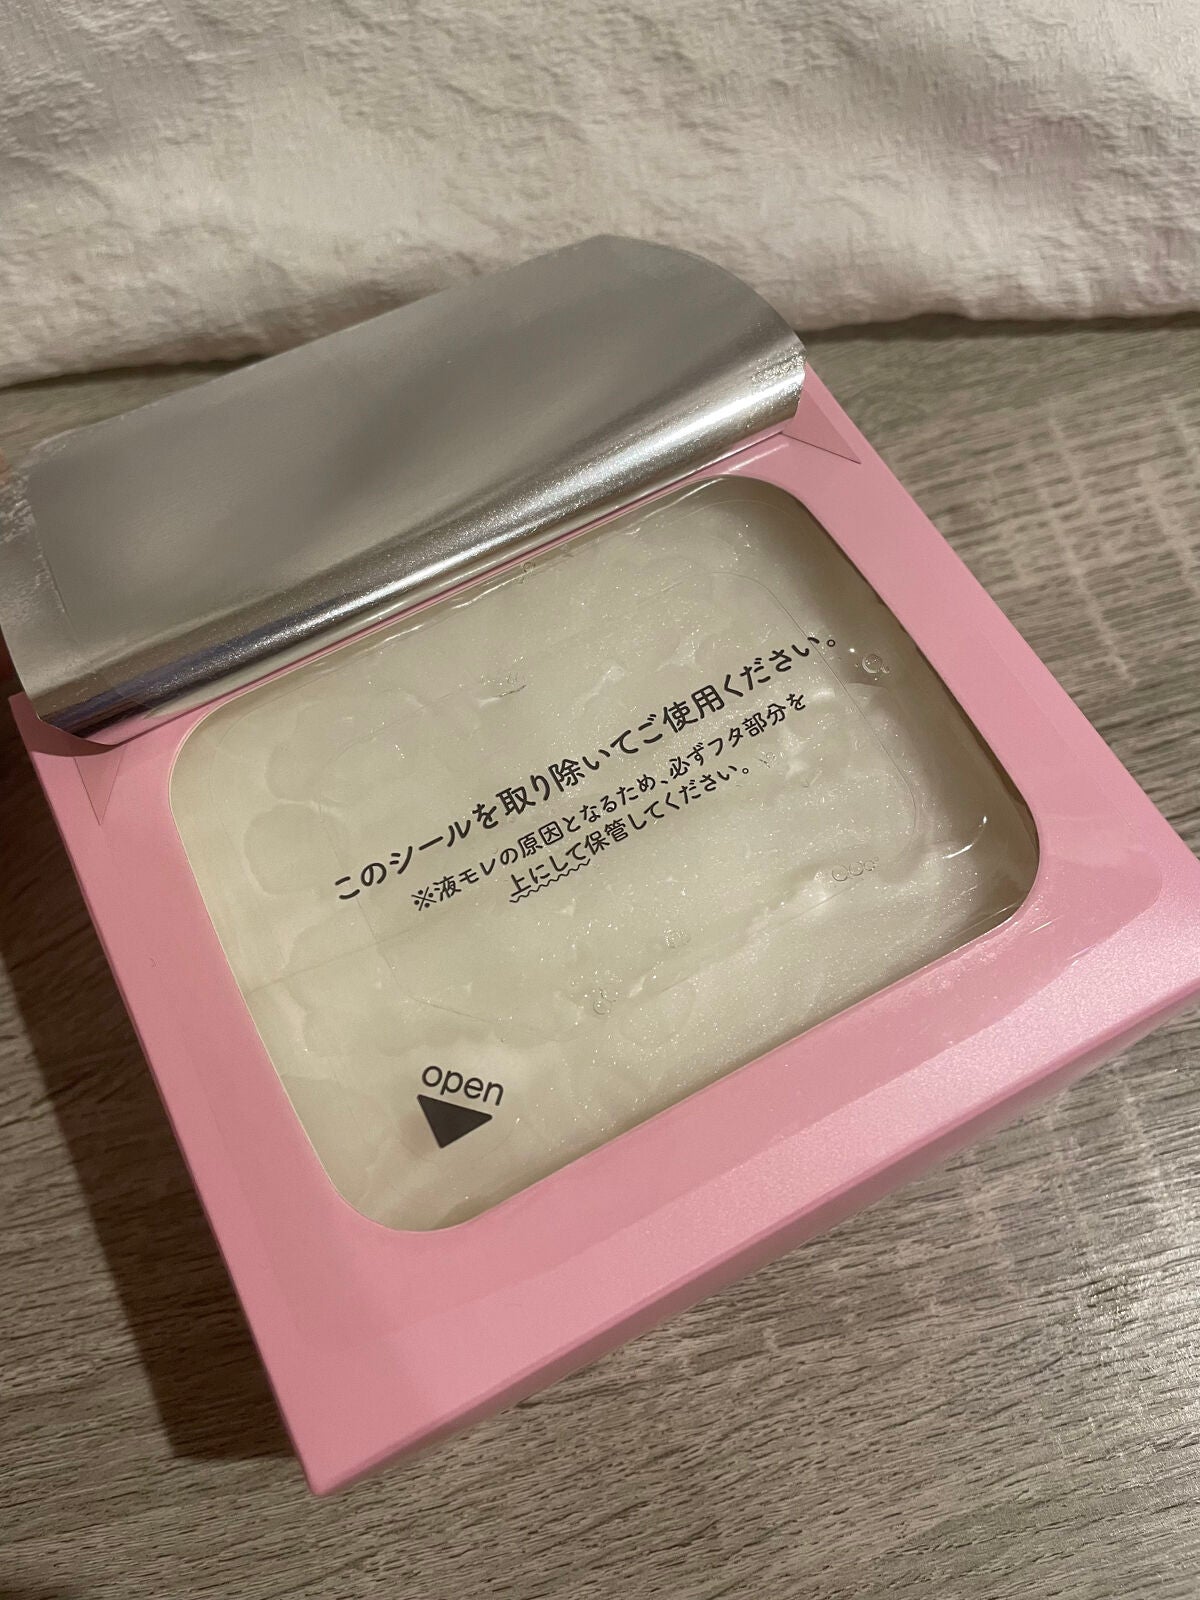 このシールを取り除いてご使用ください。
※液モレの原因となるため、必ずフタ部分を
上にして保管してください。
open